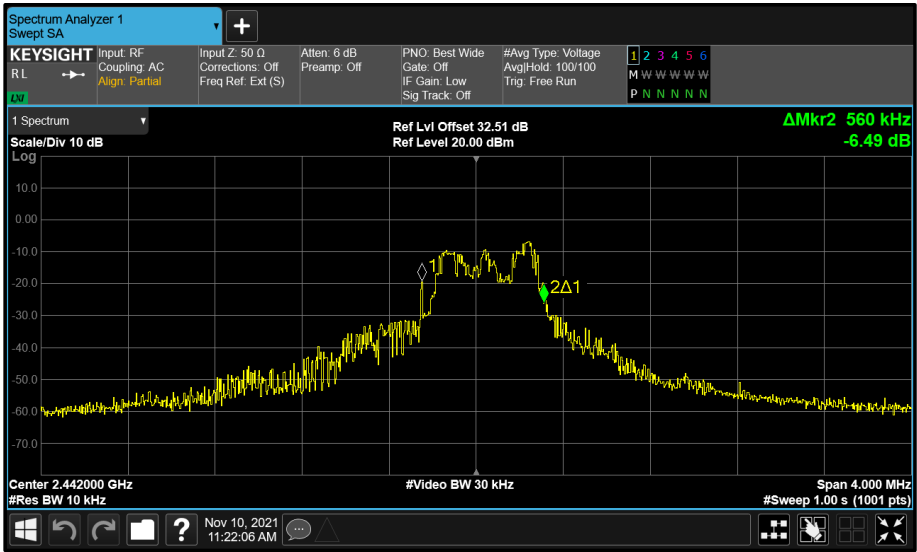 Spectrum Analyzer 1
Swept SA
+
KEYSIGHT
RL
LXI
Input: RF
Coupling: AC
Align: Partial
Input Z: 50 Ω
Corrections: Off
Freq Ref: Ext (S)
Atten: 6 dB
Preamp: Off
PNO: Best Wide
Gate: Off
IF Gain: Low
Sig Track: Off
#Avg Type: Voltage
Avg|Hold: 100/100
Trig: Free Run
1 2 3 4 5 6
M W W W W W
P N N N N N
1 Spectrum
Scale/Div 10 dB
Log
Ref Lvl Offset 32.51 dB
Ref Level 20.00 dBm
ΔMkr2 560 kHz
-6.49 dB
10.0
0.00
-10.0
-20.0
-30.0
-40.0
-50.0
-60.0
-70.0
1
2Δ1
Center 2.442000 GHz
#Res BW 10 kHz
#Video BW 30 kHz
Span 4.000 MHz
#Sweep 1.00 s (1001 pts)
?
Nov 10, 2021
11:22:06 AM